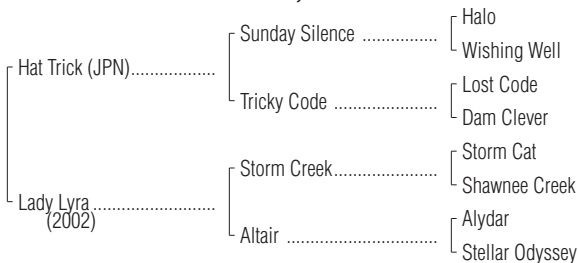 Halo
Sunday Silence ................
Wishing Well
Hat Trick (JPN)..................
Lost Code
Tricky Code ......................
Dam Clever
Storm Cat
Storm Creek......................
Shawnee Creek
Lady Lyra ..........................
(2002)
Alydar
Altair ................................
Stellar Odyssey